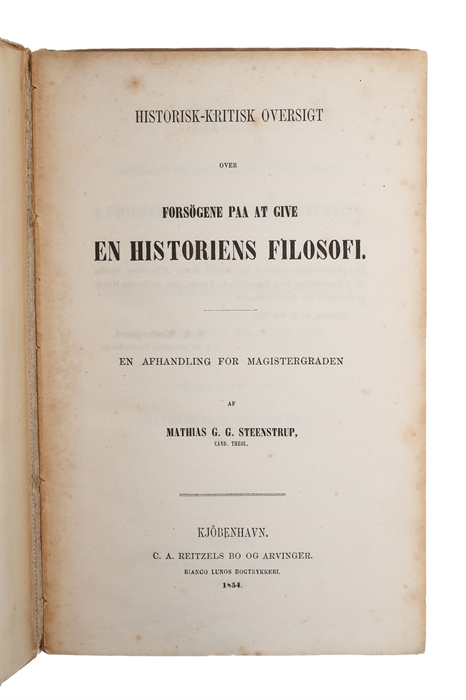 HISTORISK-KRITISK OVERSIGT
OVER
FORSÖGENE PAA AT GIVE
EN HISTORIENS FILOSOFI.
EN AFHANDLING FOR MAGISTERGRADEN
AF
MATHIAS G. G. STEENSTRUP,
CAND. THEOL.
KJÖBENHAVN.
C. A. REITZELS BO OG ARVINGER.
BIANCO LUNOS BOGTRYKKERI.
1854.